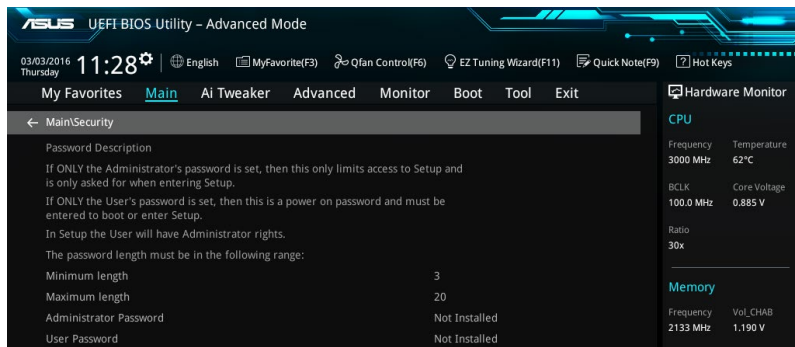 ASUS UEFI BIOS Utility – Advanced Mode
03/03/2016
Thursday
11:28
English
MyFavorite(F3)
Qfan Control(F6)
EZ Tuning Wizard(F11)
Quick Note(F9)
? Hot Keys
My Favorites
Main
Ai Tweaker
Advanced
Monitor
Boot
Tool
Exit
Main\Security
Password Description
If ONLY the Administrator's password is set, then this only limits access to Setup and
is only asked for when entering Setup.
If ONLY the User's password is set, then this is a power on password and must be
entered to boot or enter Setup.
In Setup the User will have Administrator rights.
The password length must be in the following range:
Minimum length 3
Maximum length 20
Administrator Password Not Installed
User Password Not Installed
Hardware Monitor
CPU
Frequency Temperature
3000 MHz 62°C
BCLK Core Voltage
100.0 MHz 0.885 V
Ratio
30x
Memory
Frequency Vol_CHAB
2133 MHz 1.190 V